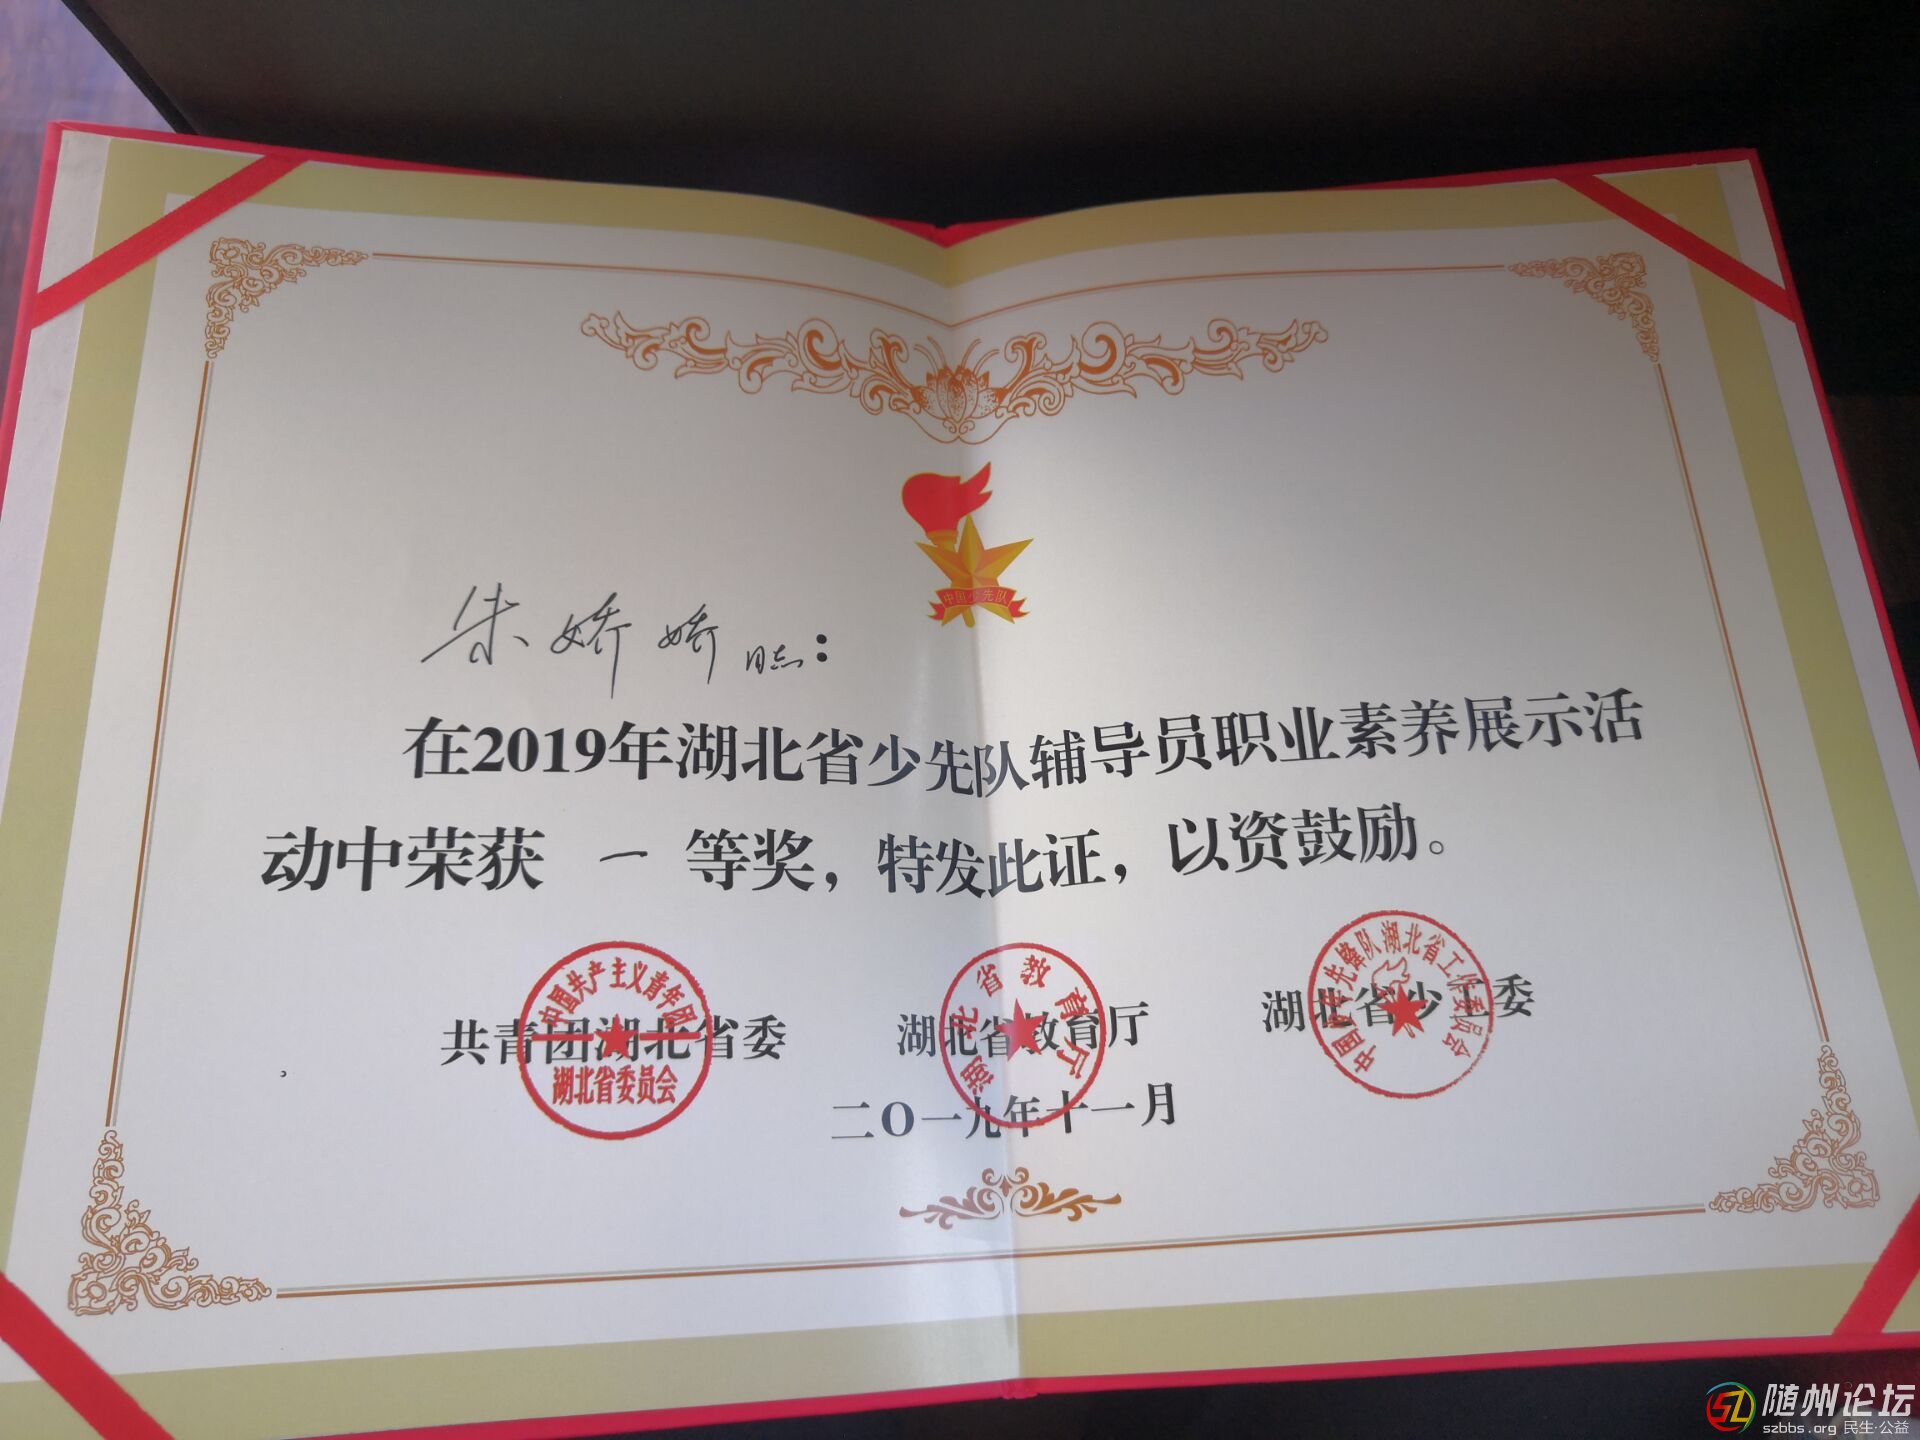 中国少先队
朱娇娇同志：
在2019年湖北省少先队辅导员职业素养展示活
动中荣获 一 等奖，特发此证，以资鼓励。
共青团湖北省委 湖北省教育厅 湖北省少工委
中国共产主义青年团
湖北省委员会
湖北省教育厅
中国少年先锋队湖北省工作委员会
二〇一九年十一月
随州论坛
szbbs.org 民生·公益